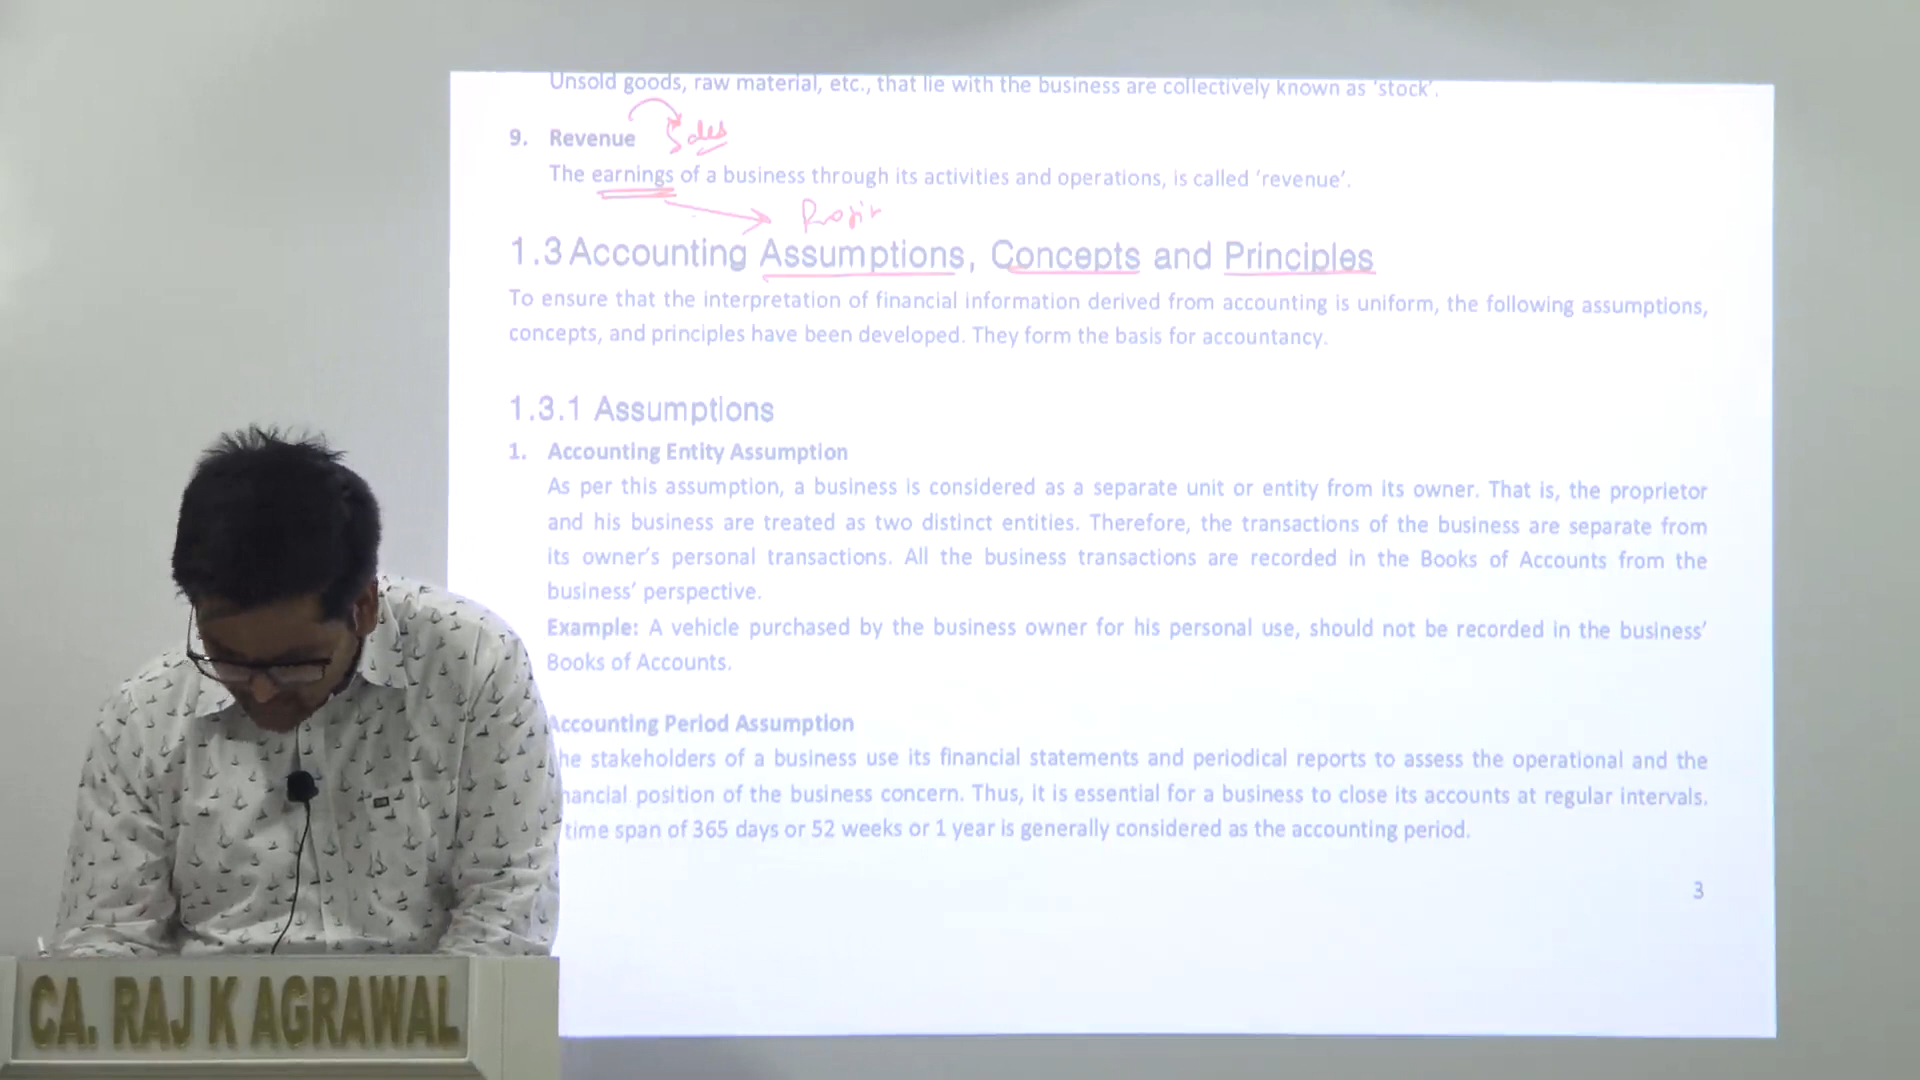 Unsold goods, raw material, etc., that lie with the business are collectively known as ‘stock’.
9. Revenue Sales
The earnings of a business through its activities and operations, is called ‘revenue’.
Profit
1.3 Accounting Assumptions, Concepts and Principles
To ensure that the interpretation of financial information derived from accounting is uniform, the following assumptions,
concepts, and principles have been developed. They form the basis for accountancy.
1.3.1 Assumptions
1. Accounting Entity Assumption
As per this assumption, a business is considered as a separate unit or entity from its owner. That is, the proprietor
and his business are treated as two distinct entities. Therefore, the transactions of the business are separate from
its owner’s personal transactions. All the business transactions are recorded in the Books of Accounts from the
business’ perspective.
Example: A vehicle purchased by the business owner for his personal use, should not be recorded in the business’
Books of Accounts.
Accounting Period Assumption
he stakeholders of a business use its financial statements and periodical reports to assess the operational and the
nancial position of the business concern. Thus, it is essential for a business to close its accounts at regular intervals.
time span of 365 days or 52 weeks or 1 year is generally considered as the accounting period.
3
CA. RAJ K AGRAWAL